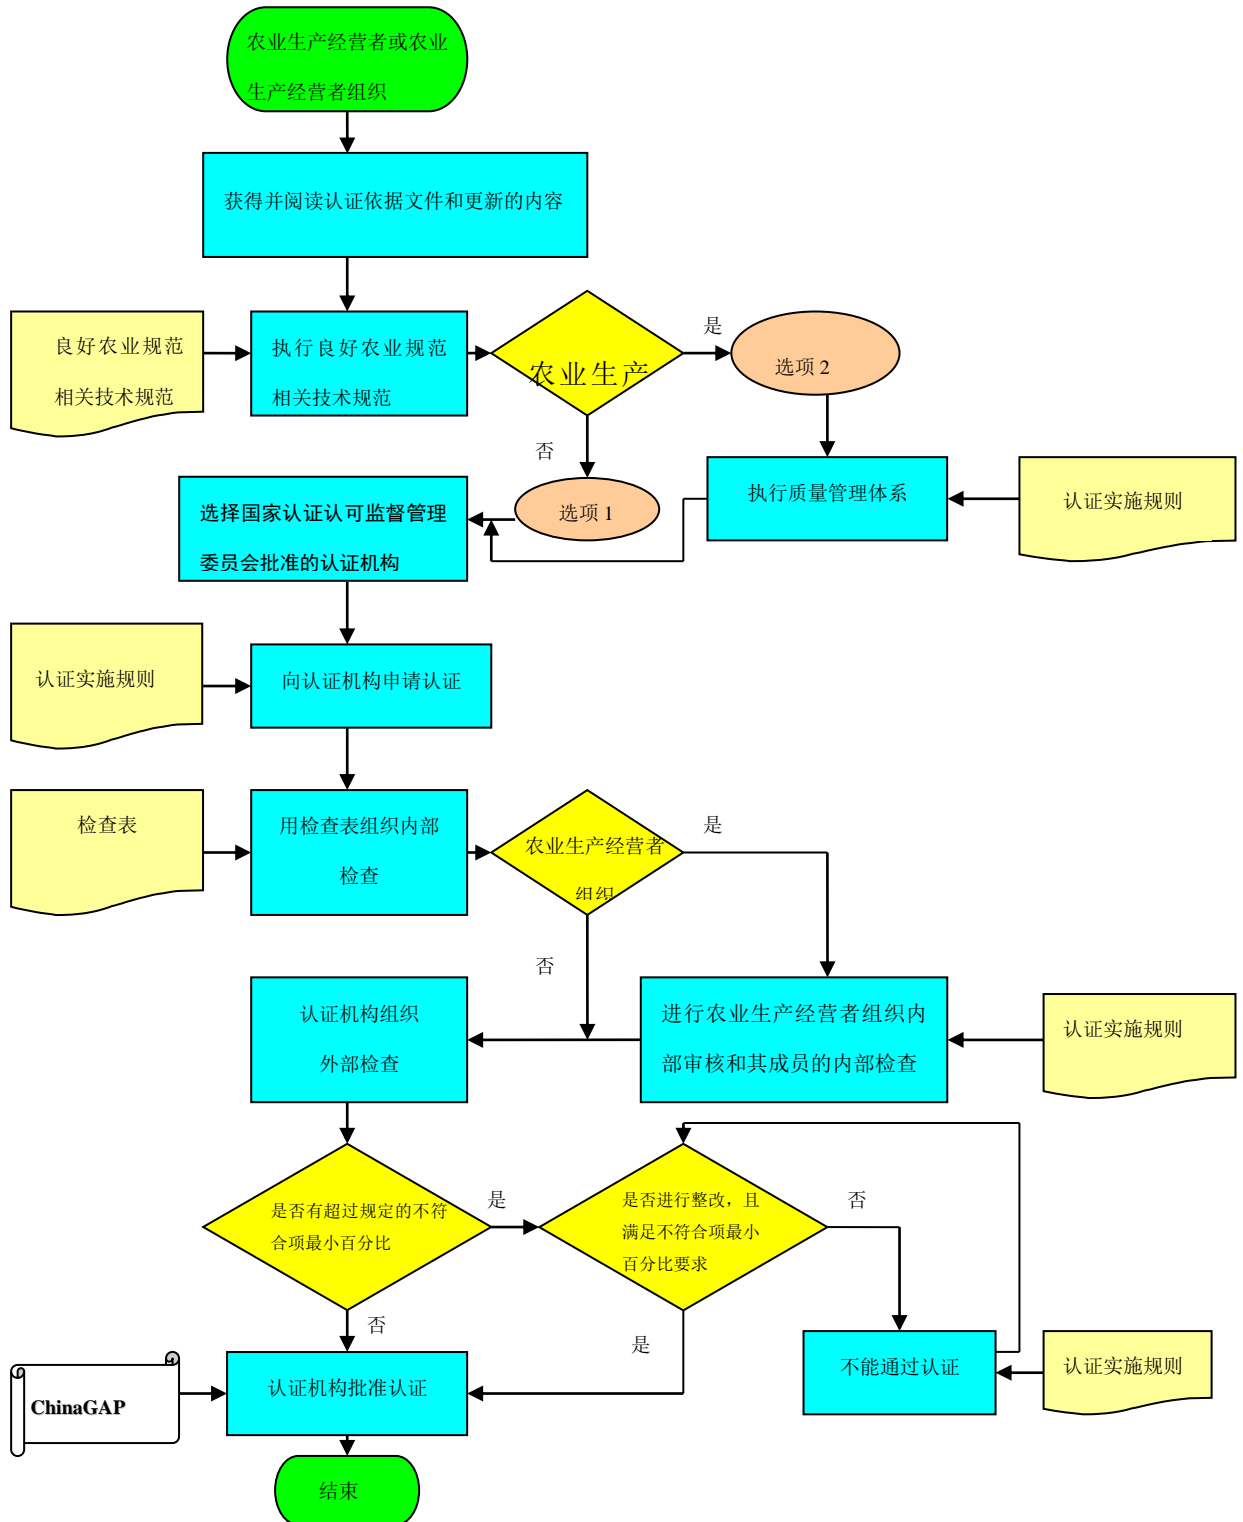 农业生产经营者或农业
生产经营者组织
获得并阅读认证依据文件和更新的内容
良好农业规范
相关技术规范
执行良好农业规范
相关技术规范
农业生产
是
选项 2
否
执行质量管理体系
认证实施规则
选择国家认证认可监督管理
委员会批准的认证机构
选项 1
认证实施规则
向认证机构申请认证
检查表
用检查表组织内部
检查
农业生产经营者
组织
是
否
认证机构组织
外部检查
进行农业生产经营者组织内
部审核和其成员的内部检查
认证实施规则
是否有超过规定的不符
合项最小百分比
是
是否进行整改，且
满足不符合项最小
百分比要求
否
否
是
不能通过认证
认证实施规则
ChinaGAP
认证机构批准认证
结束